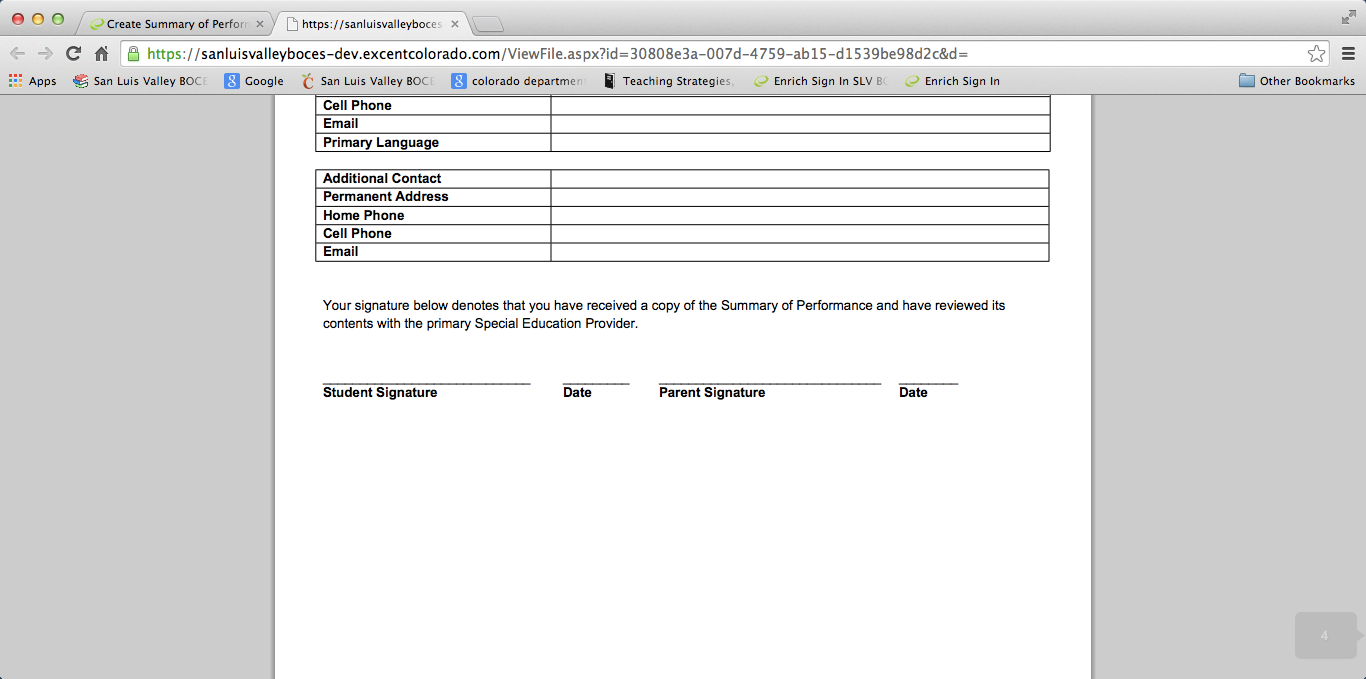 Create Summary of Perfor
https://sanluisvalleyboces
https://sanluisvalleyboces-dev.excentcolorado.com/ViewFile.aspx?id=30808e3a-007d-4759-ab15-d1539be98d2c&d=
Apps San Luis Valley BOCE Google San Luis Valley BOCE colorado department Teaching Strategies, Enrich Sign In SLV BO Enrich Sign In Other Bookmarks
Cell Phone
Email
Primary Language
Additional Contact
Permanent Address
Home Phone
Cell Phone
Email
Your signature below denotes that you have received a copy of the Summary of Performance and have reviewed its
contents with the primary Special Education Provider.
Student Signature Date Parent Signature Date
4